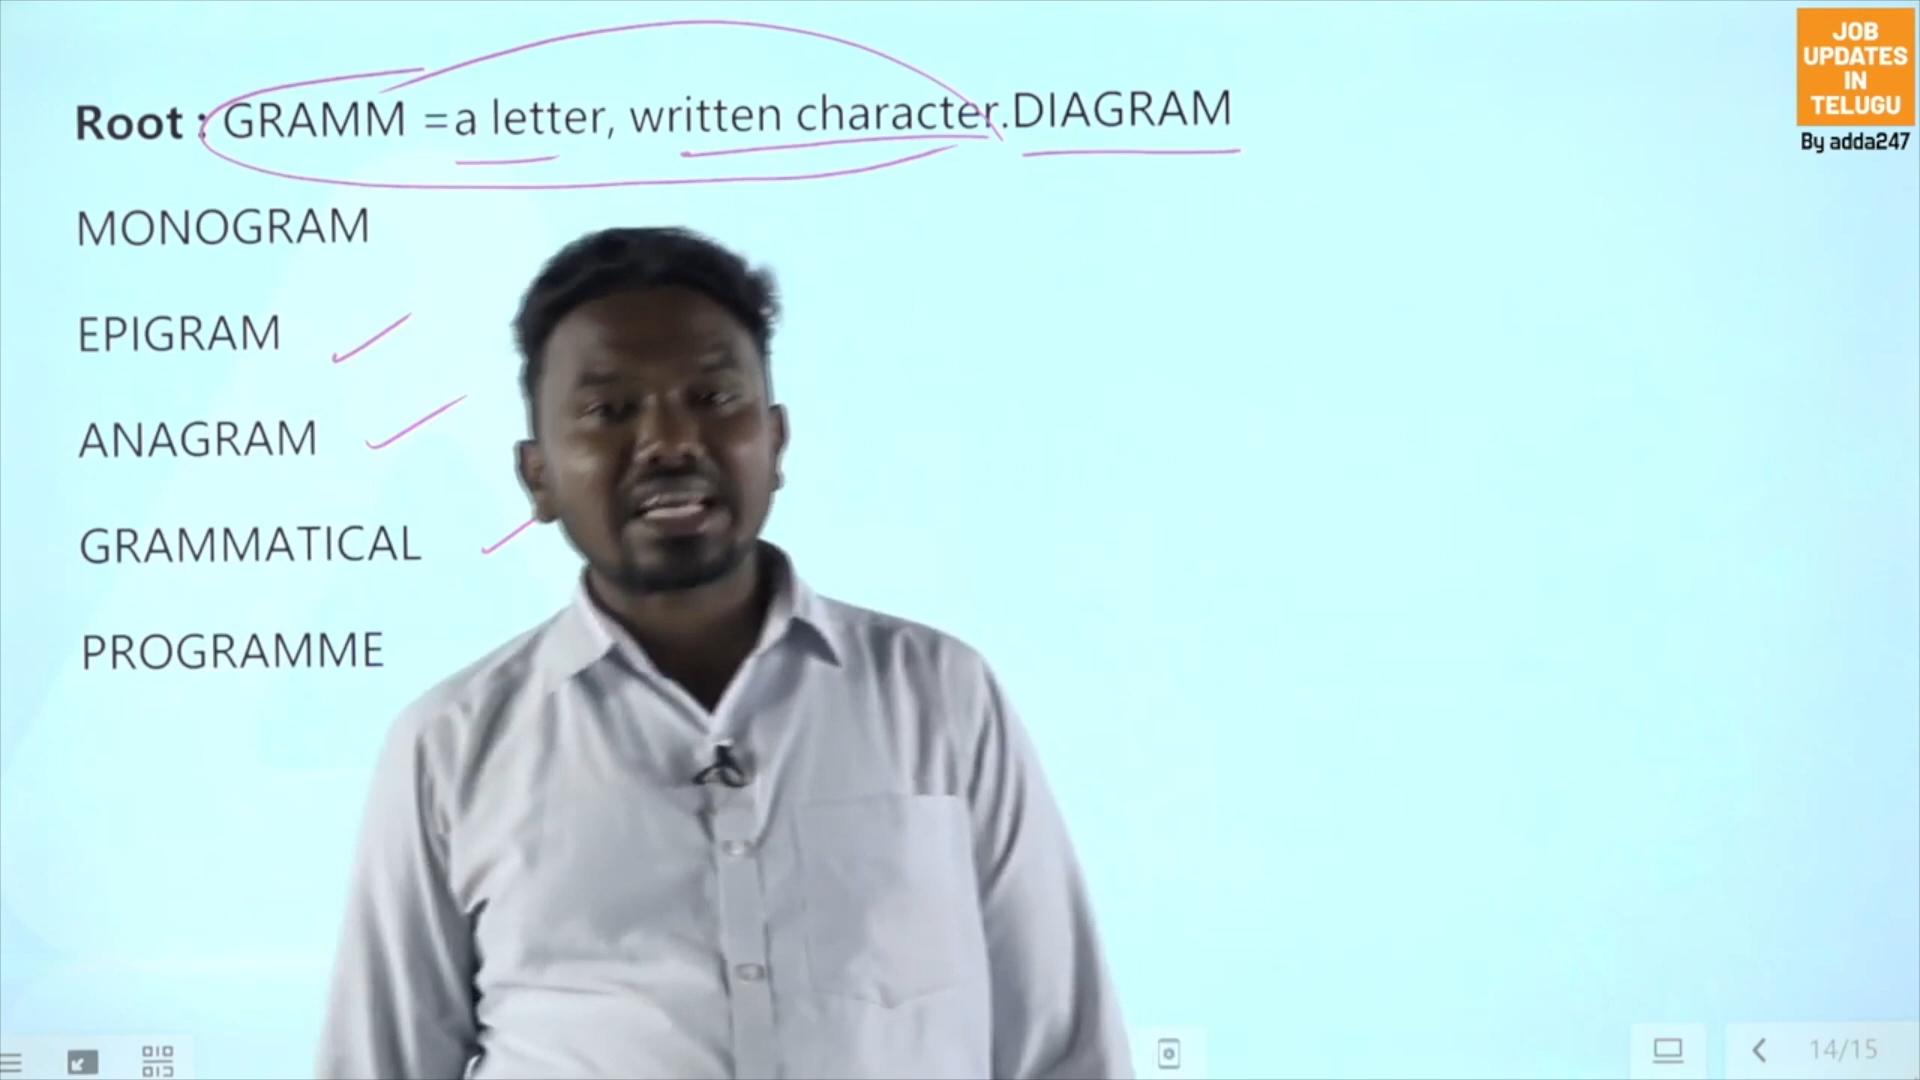 Root : GRAMM =a letter, written character.DIAGRAM
MONOGRAM
EPIGRAM
ANAGRAM
GRAMMATICAL
PROGRAMME
JOB
UPDATES
IN
TELUGU
By adda247
14/15